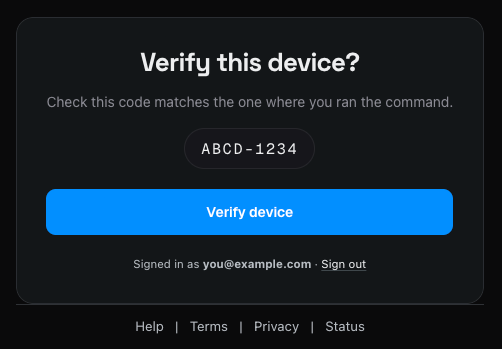 Verify this device?
Check this code matches the one where you ran the command.
ABCD-1234
Verify device
Signed in as you@example.com · Sign out
Help | Terms | Privacy | Status